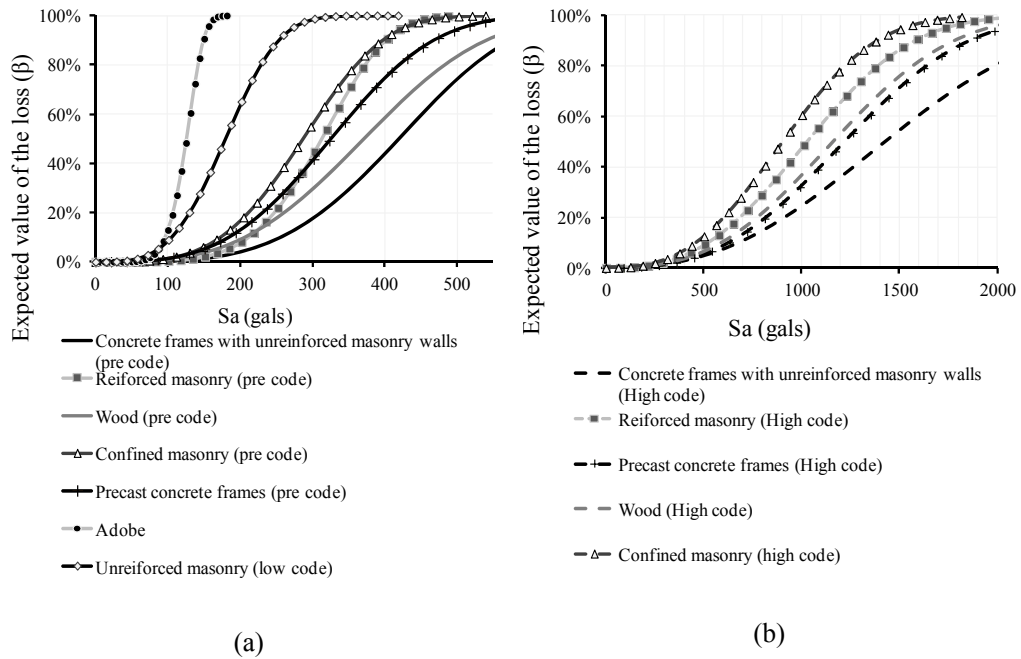 Expected value of the loss (β)
100%
80%
60%
40%
20%
0%
0 100 200 300 400 500
Sa (gals)
Concrete frames with unreinforced masonry walls
(pre code)
Reiforced masonry (pre code)
Wood (pre code)
Confined masonry (pre code)
Precast concrete frames (pre code)
Adobe
Unreiforced masonry (low code)
(a)
Expected value of the loss (β)
100%
80%
60%
40%
20%
0%
0 500 1000 1500 2000
Sa (gals)
Concrete frames with unreinforced masonry walls
(High code)
Reiforced masonry (High code)
Precast concrete frames (High code)
Wood (High code)
Confined masonry (high code)
(b)